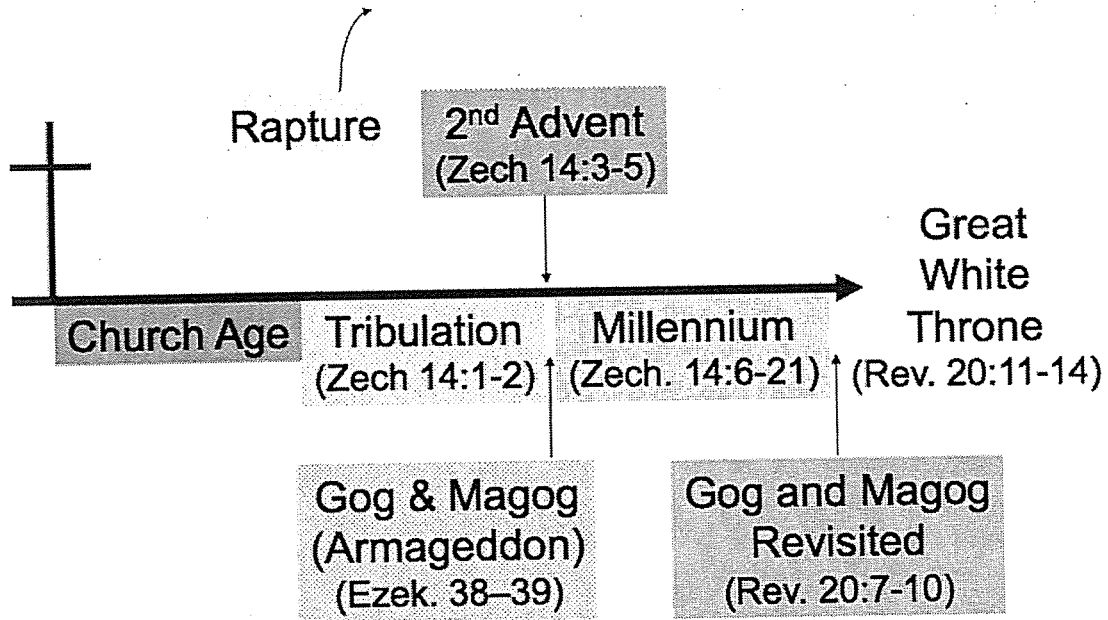 Rapture
2nd Advent
(Zech 14:3-5)
Great
White
Throne
(Rev. 20:11-14)
Church Age
Tribulation
(Zech 14:1-2)
Millennium
(Zech. 14:6-21)
Gog & Magog
(Armageddon)
(Ezek. 38–39)
Gog and Magog
Revisited
(Rev. 20:7-10)